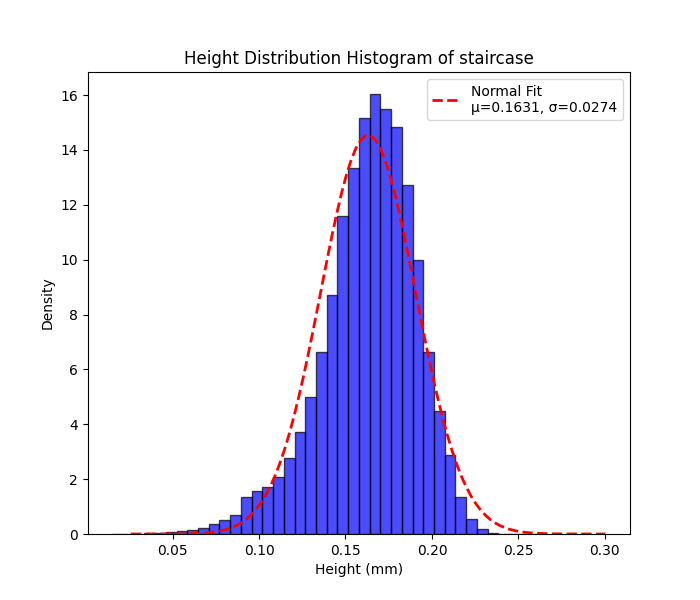 Height Distribution Histogram of staircase
Normal Fit
μ=0.1631, σ=0.0274
16
14
12
10
8
6
4
2
0
Density
0.05 0.10 0.15 0.20 0.25 0.30
Height (mm)